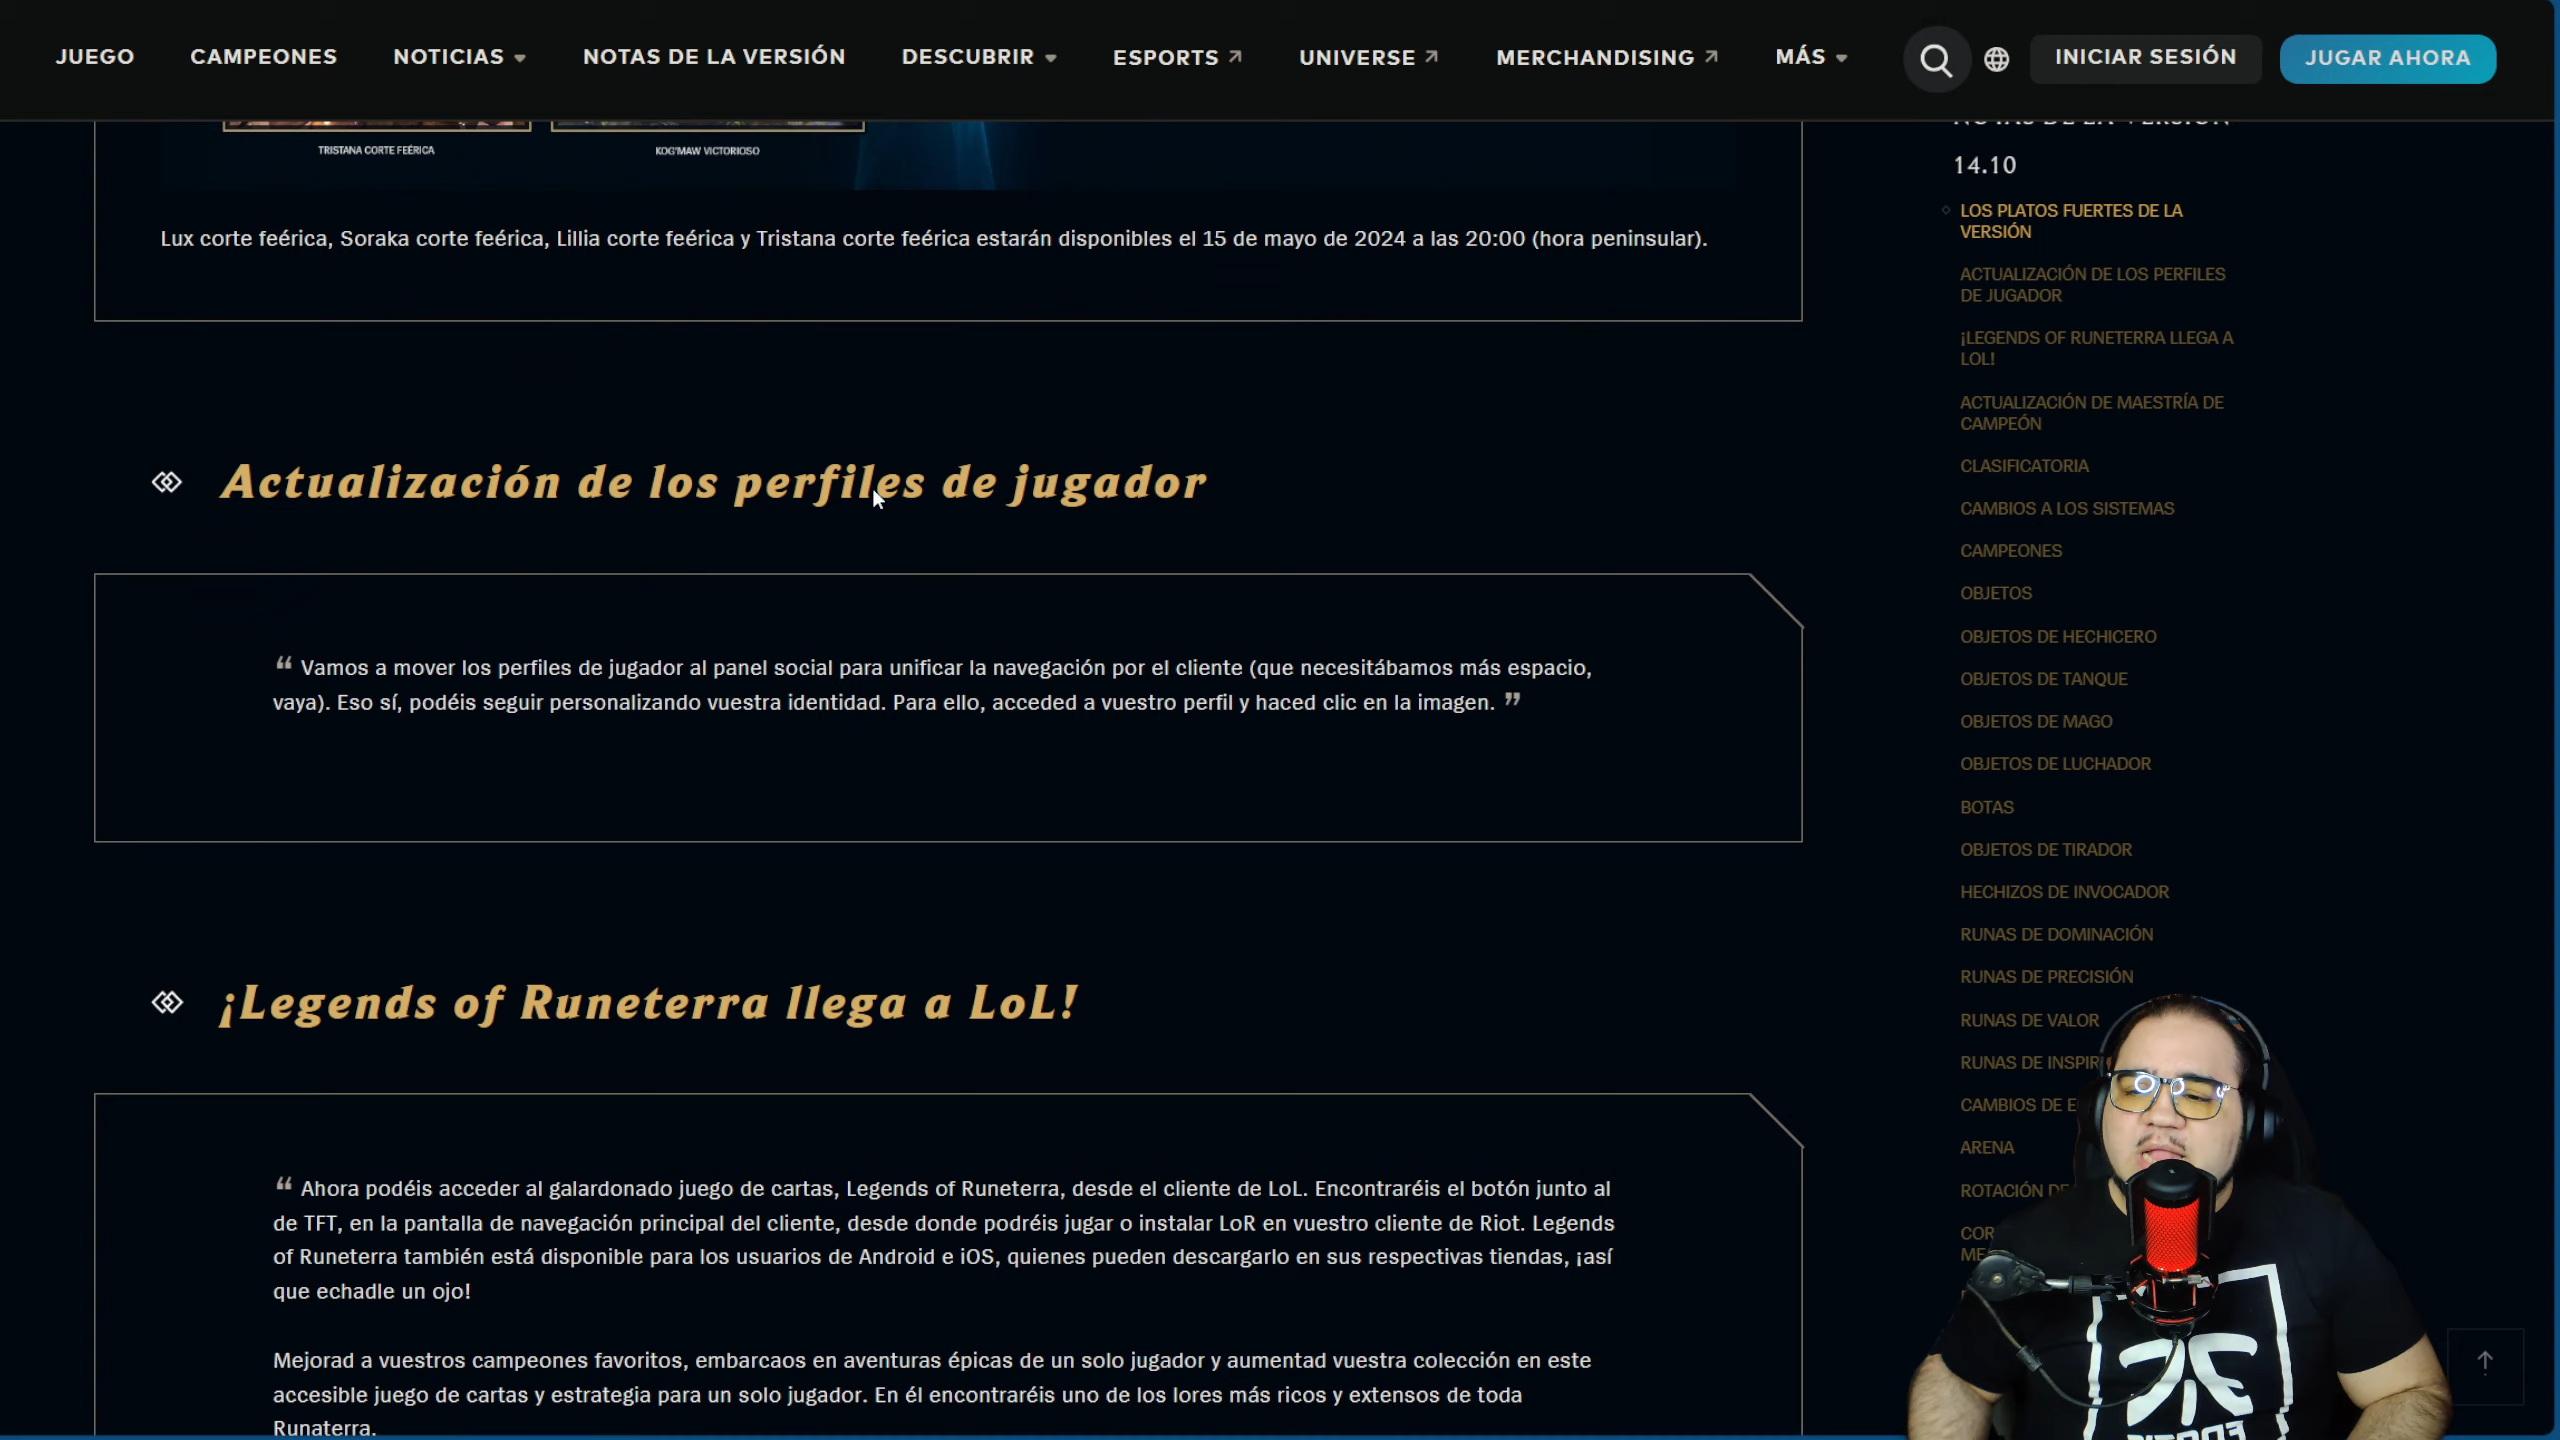 JUEGO
CAMPEONES
NOTICIAS
NOTAS DE LA VERSIÓN
DESCUBRIR
ESPORTS
UNIVERSE
MERCHANDISING
MÁS
INICIAR SESIÓN
JUGAR AHORA
TRISTANA CORTE FEÉRICA
KOG'MAW VICTORIOSO
Lux corte feérica, Soraka corte feérica, Lillia corte feérica y Tristana corte feérica estarán disponibles el 15 de mayo de 2024 a las 20:00 (hora peninsular).
Actualización de los perfiles de jugador
“ Vamos a mover los perfiles de jugador al panel social para unificar la navegación por el cliente (que necesitábamos más espacio,
vaya). Eso sí, podéis seguir personalizando vuestra identidad. Para ello, acceded a vuestro perfil y haced clic en la imagen. ”
¡Legends of Runeterra llega a LoL!
“ Ahora podéis acceder al galardonado juego de cartas, Legends of Runeterra, desde el cliente de LoL. Encontraréis el botón junto al
de TFT, en la pantalla de navegación principal del cliente, desde donde podréis jugar o instalar LoR en vuestro cliente de Riot. Legends
of Runeterra también está disponible para los usuarios de Android e iOS, quienes pueden descargarlo en sus respectivas tiendas, ¡así
que echadle un ojo!
Mejorad a vuestros campeones favoritos, embarcaos en aventuras épicas de un solo jugador y aumentad vuestra colección en este
accesible juego de cartas y estrategia para un solo jugador. En él encontraréis uno de los lores más ricos y extensos de toda
Runaterra.
NOTAS DE LA VERSIÓN
14.10
LOS PLATOS FUERTES DE LA
VERSIÓN
ACTUALIZACIÓN DE LOS PERFILES
DE JUGADOR
¡LEGENDS OF RUNETERRA LLEGA A
LOL!
ACTUALIZACIÓN DE MAESTRÍA DE
CAMPEÓN
CLASIFICATORIA
CAMBIOS A LOS SISTEMAS
CAMPEONES
OBJETOS
OBJETOS DE HECHICERO
OBJETOS DE TANQUE
OBJETOS DE MAGO
OBJETOS DE LUCHADOR
BOTAS
OBJETOS DE TIRADOR
HECHIZOS DE INVOCADOR
RUNAS DE DOMINACIÓN
RUNAS DE PRECISIÓN
RUNAS DE VALOR
RUNAS DE INSPIR
CAMBIOS DE E
ARENA
ROTACIÓN DE
COR
ME